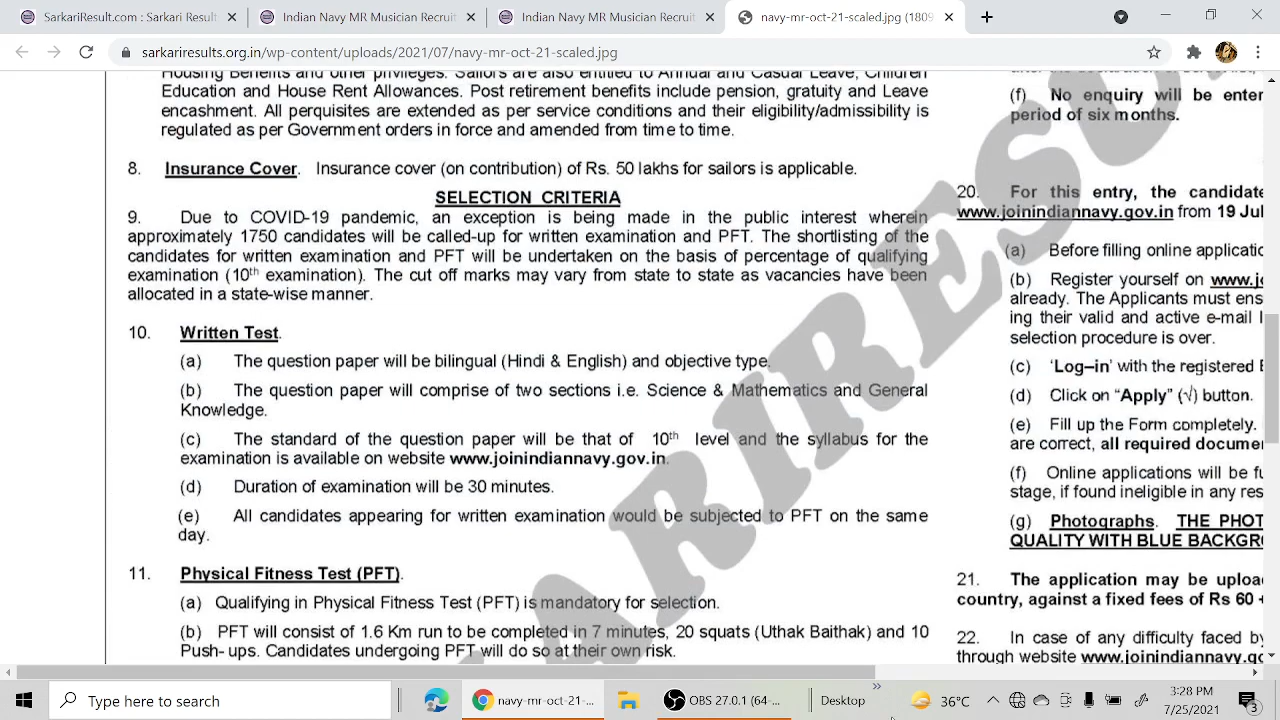 Navy MR
Navy MR Matric Recruitment
Navy MR Matric Recruit
navy-mr-oct-21-scaled.jpg (1809
sarkariresults.org.in/wp-content/uploads/2021/07/navy-mr-oct-21-scaled.jpg
Housing Benefits and other privileges. Sailors are also entitled to Annual and Casual Leave, Children
Education and House Rent Allowances. Post retirement benefits include pension, gratuity and Leave
encashment. All perquisites are extended as per service conditions and their eligibility/admissibility is
regulated as per Government orders in force and amended from time to time.
8. Insurance Cover. Insurance cover (on contribution) of Rs. 50 lakhs for sailors is applicable.
SELECTION CRITERIA
9. Due to COVID-19 pandemic, an exception is being made in the public interest wherein
approximately 1750 candidates will be called-up for written examination and PFT. The shortlisting of the
candidates for written examination and PFT will be undertaken on the basis of percentage of qualifying
examination (10th examination). The cut off marks may vary from state to state as vacancies have been
allocated in a state-wise manner.
10. Written Test.
(a) The question paper will be bilingual (Hindi & English) and objective type.
(b) The question paper will comprise of two sections i.e. Science & Mathematics and General
Knowledge.
(c) The standard of the question paper will be that of 10th level and the syllabus for the
examination is available on website www.joinindiannavy.gov.in.
(d) Duration of examination will be 30 minutes.
(e) All candidates appearing for written examination would be subjected to PFT on the same
day.
11. Physical Fitness Test (PFT).
(a) Qualifying in Physical Fitness Test (PFT) is mandatory for selection.
(b) PFT will consist of 1.6 Km run to be completed in 7 minutes, 20 squats (Uthak Baithak) and 10
Push- ups. Candidates undergoing PFT will do so at their own risk.
(f) No enquiry will be enter
period of six months.
20. For this entry, the candidate
www.joinindiannavy.gov.in from 19 Jul
(a) Before filling online applicatio
(b) Register yourself on www.jo
already. The Applicants must ens
ing their valid and active e-mail I
selection procedure is over.
(c) ‘Log–in’ with the registered E
(d) Click on “Apply” (√) button.
(e) Fill up the Form completely.
are correct, all required docume
(f) Online applications will be fu
stage, if found ineligible in any res
(g) Photographs. THE PHOT
QUALITY WITH BLUE BACKGRO
21. The application may be uploa
country, against a fixed fees of Rs 60 +
22. In case of any difficulty faced by
through website www.joinindiannavy.go
ARIRESU
Type here to search
navy-mr-oct-21-...
OBS 27.0.1 (64-...
Desktop
36°C
3:28 PM
7/25/2021
3